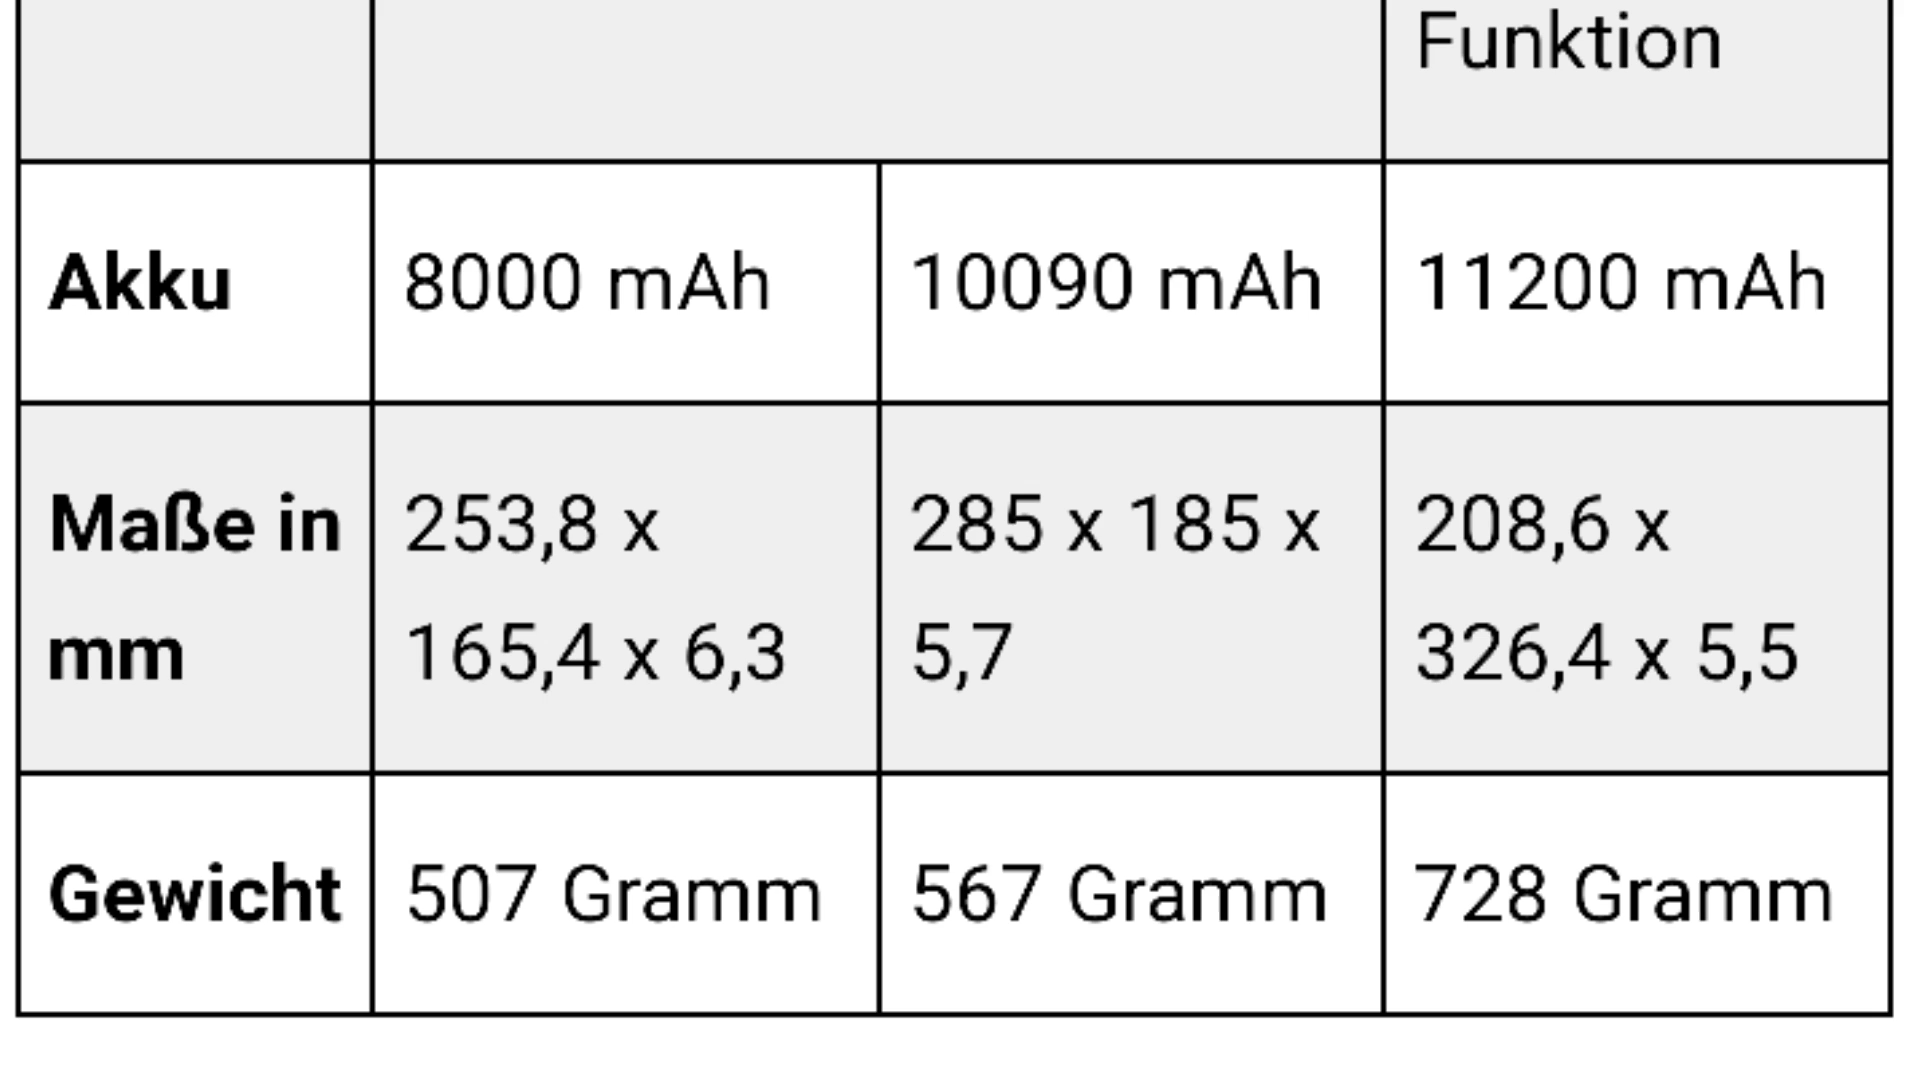 Funktion
Akku 8000 mAh 10090 mAh 11200 mAh
Maße in mm 253,8 x 165,4 x 6,3 285 x 185 x 5,7 208,6 x 326,4 x 5,5
Gewicht 507 Gramm 567 Gramm 728 Gramm